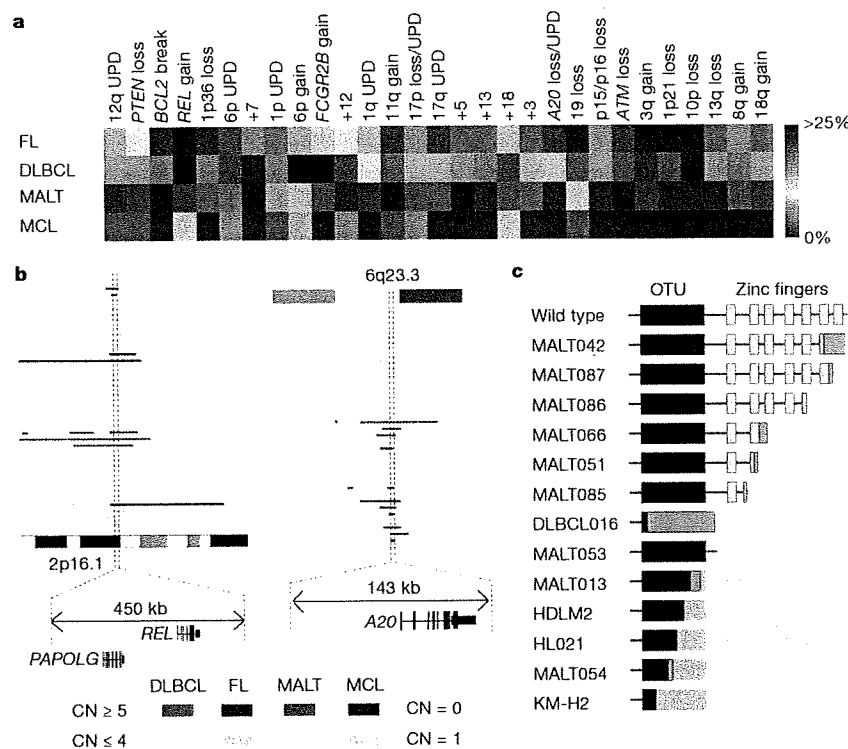 a
12q UPD
PTEN loss
BCL2 break
REL gain
1p36 loss
6p UPD
+7
1p UPD
6p gain
FCGR2B gain
+12
1q UPD
11q gain
17p loss/UPD
17q UPD
+5
+13
+18
+3
A20 loss/UPD
19 loss
p15/p16 loss
ATM loss
3q gain
1p21 loss
10p loss
13q loss
8q gain
18q gain
FL
DLBCL
MALT
MCL
>25%
0%
b
6q23.3
2p16.1
450 kb
REL
PAPOLG
143 kb
A20
DLBCL FL MALT MCL
CN ≥ 5 CN = 0
CN ≤ 4 CN = 1
c
OTU Zinc fingers
Wild type
MALT042
MALT087
MALT086
MALT066
MALT051
MALT085
DLBCL016
MALT053
MALT013
HDLM2
HL021
MALT054
KM-H2